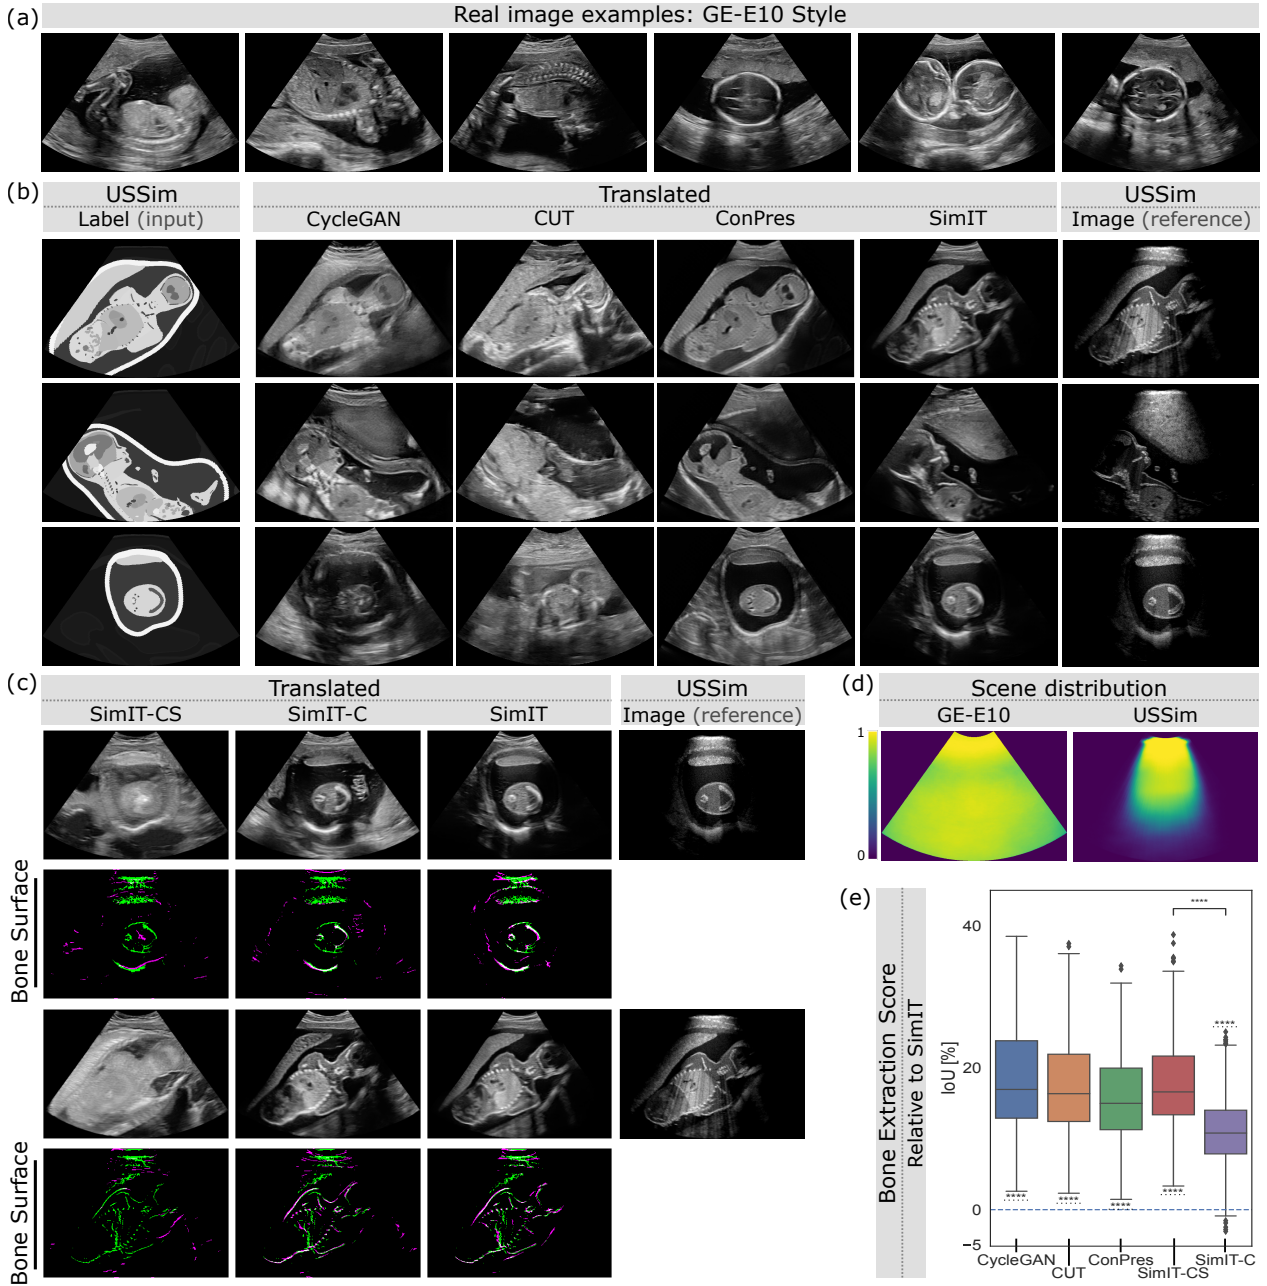 (a)
Real image examples: GE-E10 Style
(b)
USSim
Label (input)
Translated
CycleGAN
CUT
ConPres
SimIT
USSim
Image (reference)
(c)
Translated
SimIT-CS
SimIT-C
SimIT
USSim
Image (reference)
Bone Surface
Bone Surface
(d)
Scene distribution
GE-E10
USSim
1
0
(e)
Bone Extraction Score
Relative to SimIT
IoU [%]
40
20
0
−5
****
****
****
****
****
****
CycleGAN
CUT
ConPres
SimIT-CS
SimIT-C